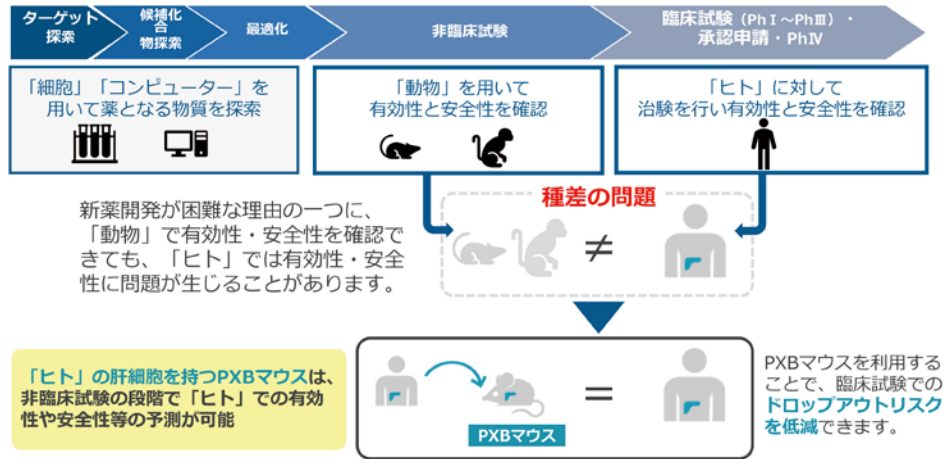 ターゲット
探索
候補化
合
物探索
最適化
非臨床試験
臨床試験（PhⅠ～PhⅢ）・
承認申請・PhⅣ
「細胞」「コンピューター」を
用いて薬となる物質を探索
「動物」を用いて
有効性と安全性を確認
「ヒト」に対して
治験を行い有効性と安全性を確認
種差の問題
新薬開発が困難な理由の一つに、
「動物」で有効性・安全性を確認で
きても、「ヒト」では有効性・安全
性に問題が生じることがあります。
≠
「ヒト」の肝細胞を持つPXBマウスは、
非臨床試験の段階で「ヒト」での有効
性や安全性等の予測が可能
=
PXBマウス
PXBマウスを利用する
ことで、臨床試験での
ドロップアウトリスク
を低減できます。